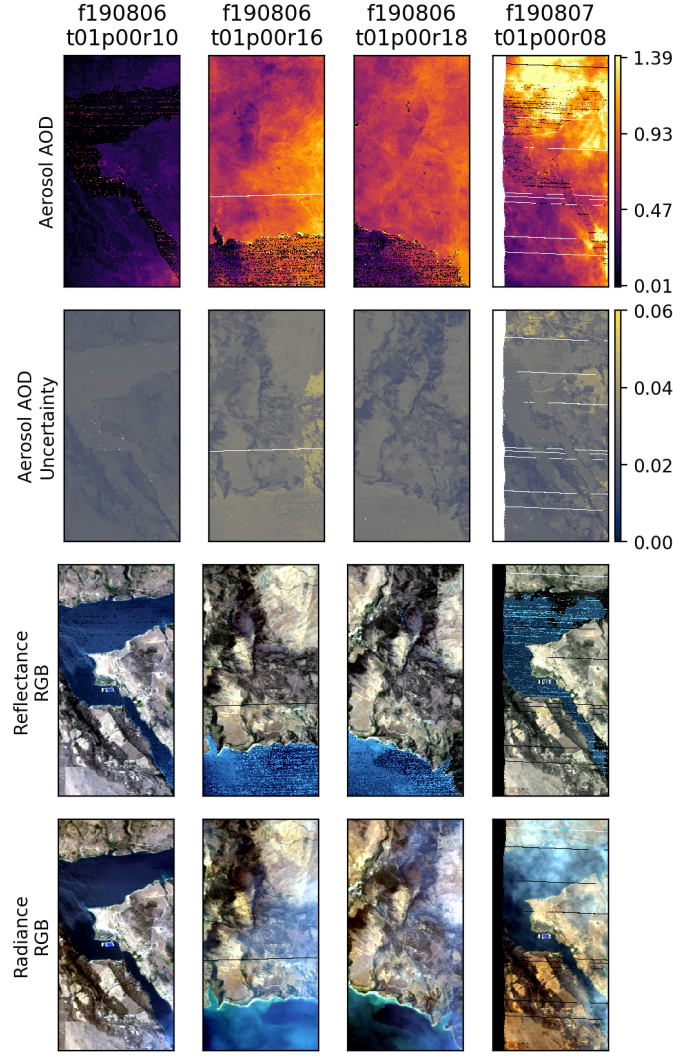 f190806
t01p00r10
f190806
t01p00r16
f190806
t01p00r18
f190807
t01p00r08
Aerosol AOD
1.39
0.93
0.47
0.01
Aerosol AOD
Uncertainty
0.06
0.04
0.02
0.00
Reflectance
RGB
Radiance
RGB